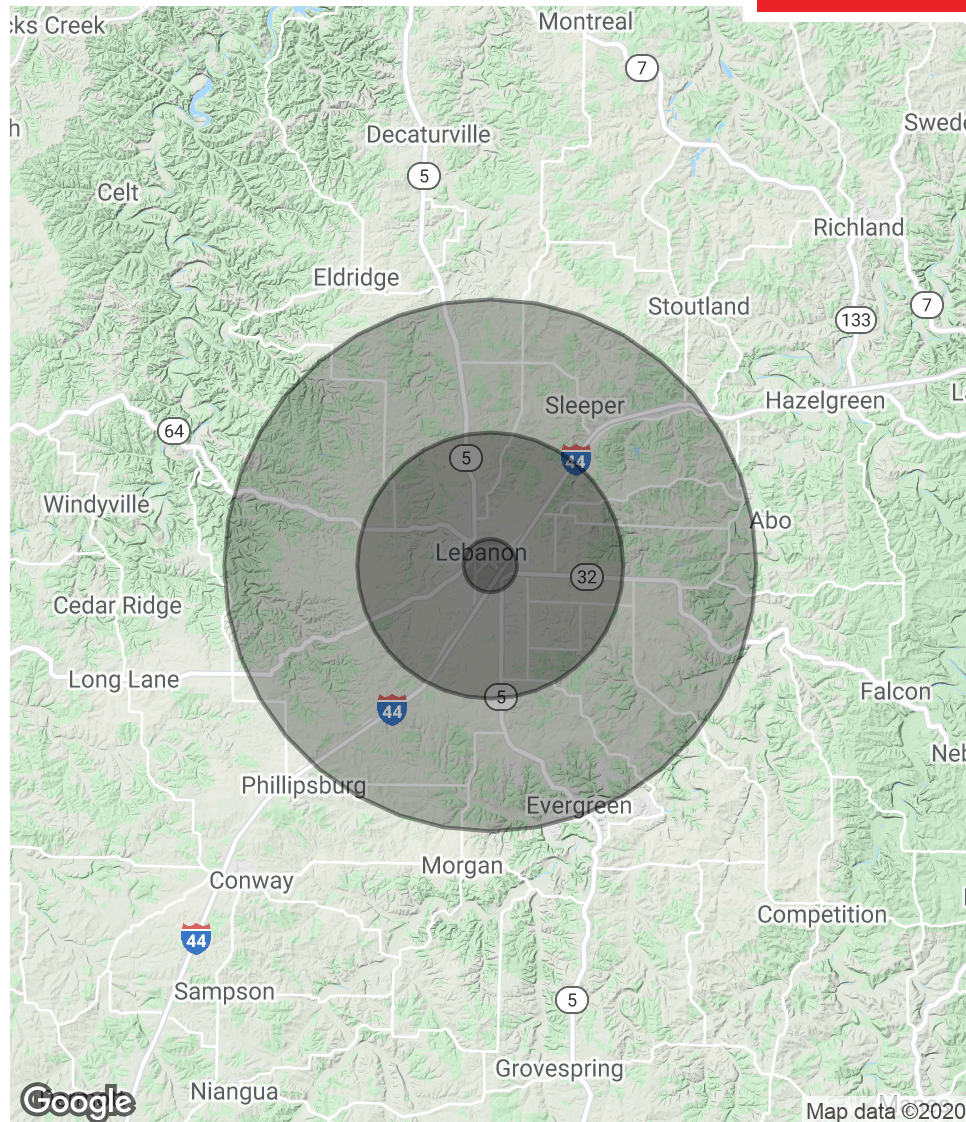 cks Creek
Montreal
7
h
Decaturville
Swede
5
Celt
Richland
Eldridge
Stoutland
7
133
Sleeper
Hazelgreen
L
64
5
44
Windyville
Abo
Lebanon
32
Cedar Ridge
Long Lane
Falcon
5
44
Neb
Phillipsburg
Evergreen
Morgan
Conway
Competition
44
Sampson
5
Grovespring
Niangua
Google
Map data ©2020